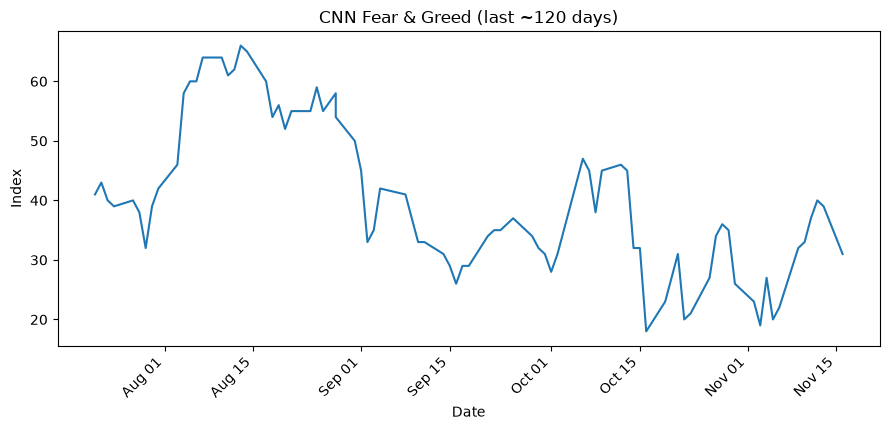 CNN Fear & Greed (last ~120 days)
Index
60
50
40
30
20
Aug 01
Aug 15
Sep 01
Sep 15
Oct 01
Oct 15
Nov 01
Nov 15
Date